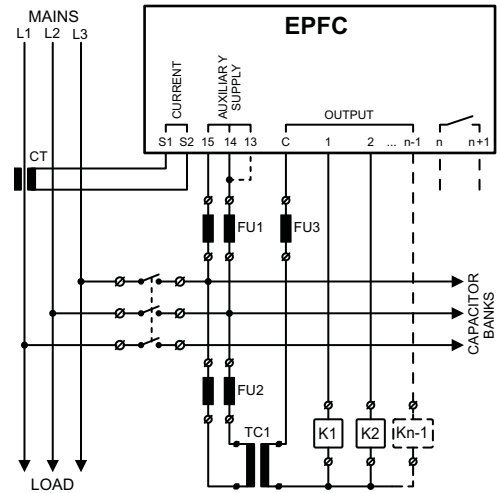 MAINS
L1 L2 L3
EPFC
CURRENT
AUXILIARY
SUPPLY
OUTPUT
S1 S2 15 14 13 C 1 2 ... n-1 n n+1
CT
FU1
FU3
CAPACITOR
BANKS
FU2
TC1
K1
K2
Kn-1
LOAD